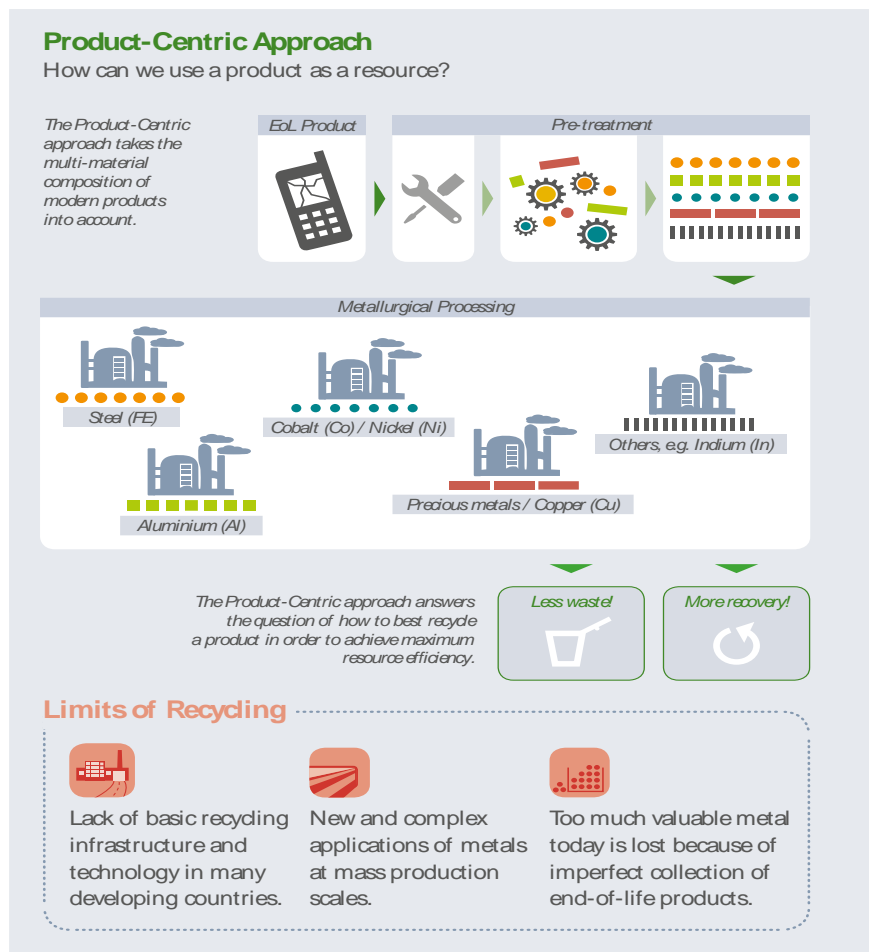 Product-Centric Approach
How can we use a product as a resource?
The Product-Centric
approach takes the
multi-material
composition of
modern products
into account.
EoL Product
Pre-treatment
Metallurgical Processing
Steel (FE)
Cobalt (Co) / Nickel (Ni)
Others, e.g. Indium (In)
Precious metals / Copper (Cu)
Aluminium (Al)
The Product-Centric approach answers
the question of how to best recycle
a product in order to achieve maximum
resource efficiency.
Less waste!
More recovery!
Limits of Recycling
Lack of basic recycling
infrastructure and
technology in many
developing countries.
New and complex
applications of metals
at mass production
scales.
Too much valuable metal
today is lost because of
imperfect collection of
end-of-life products.